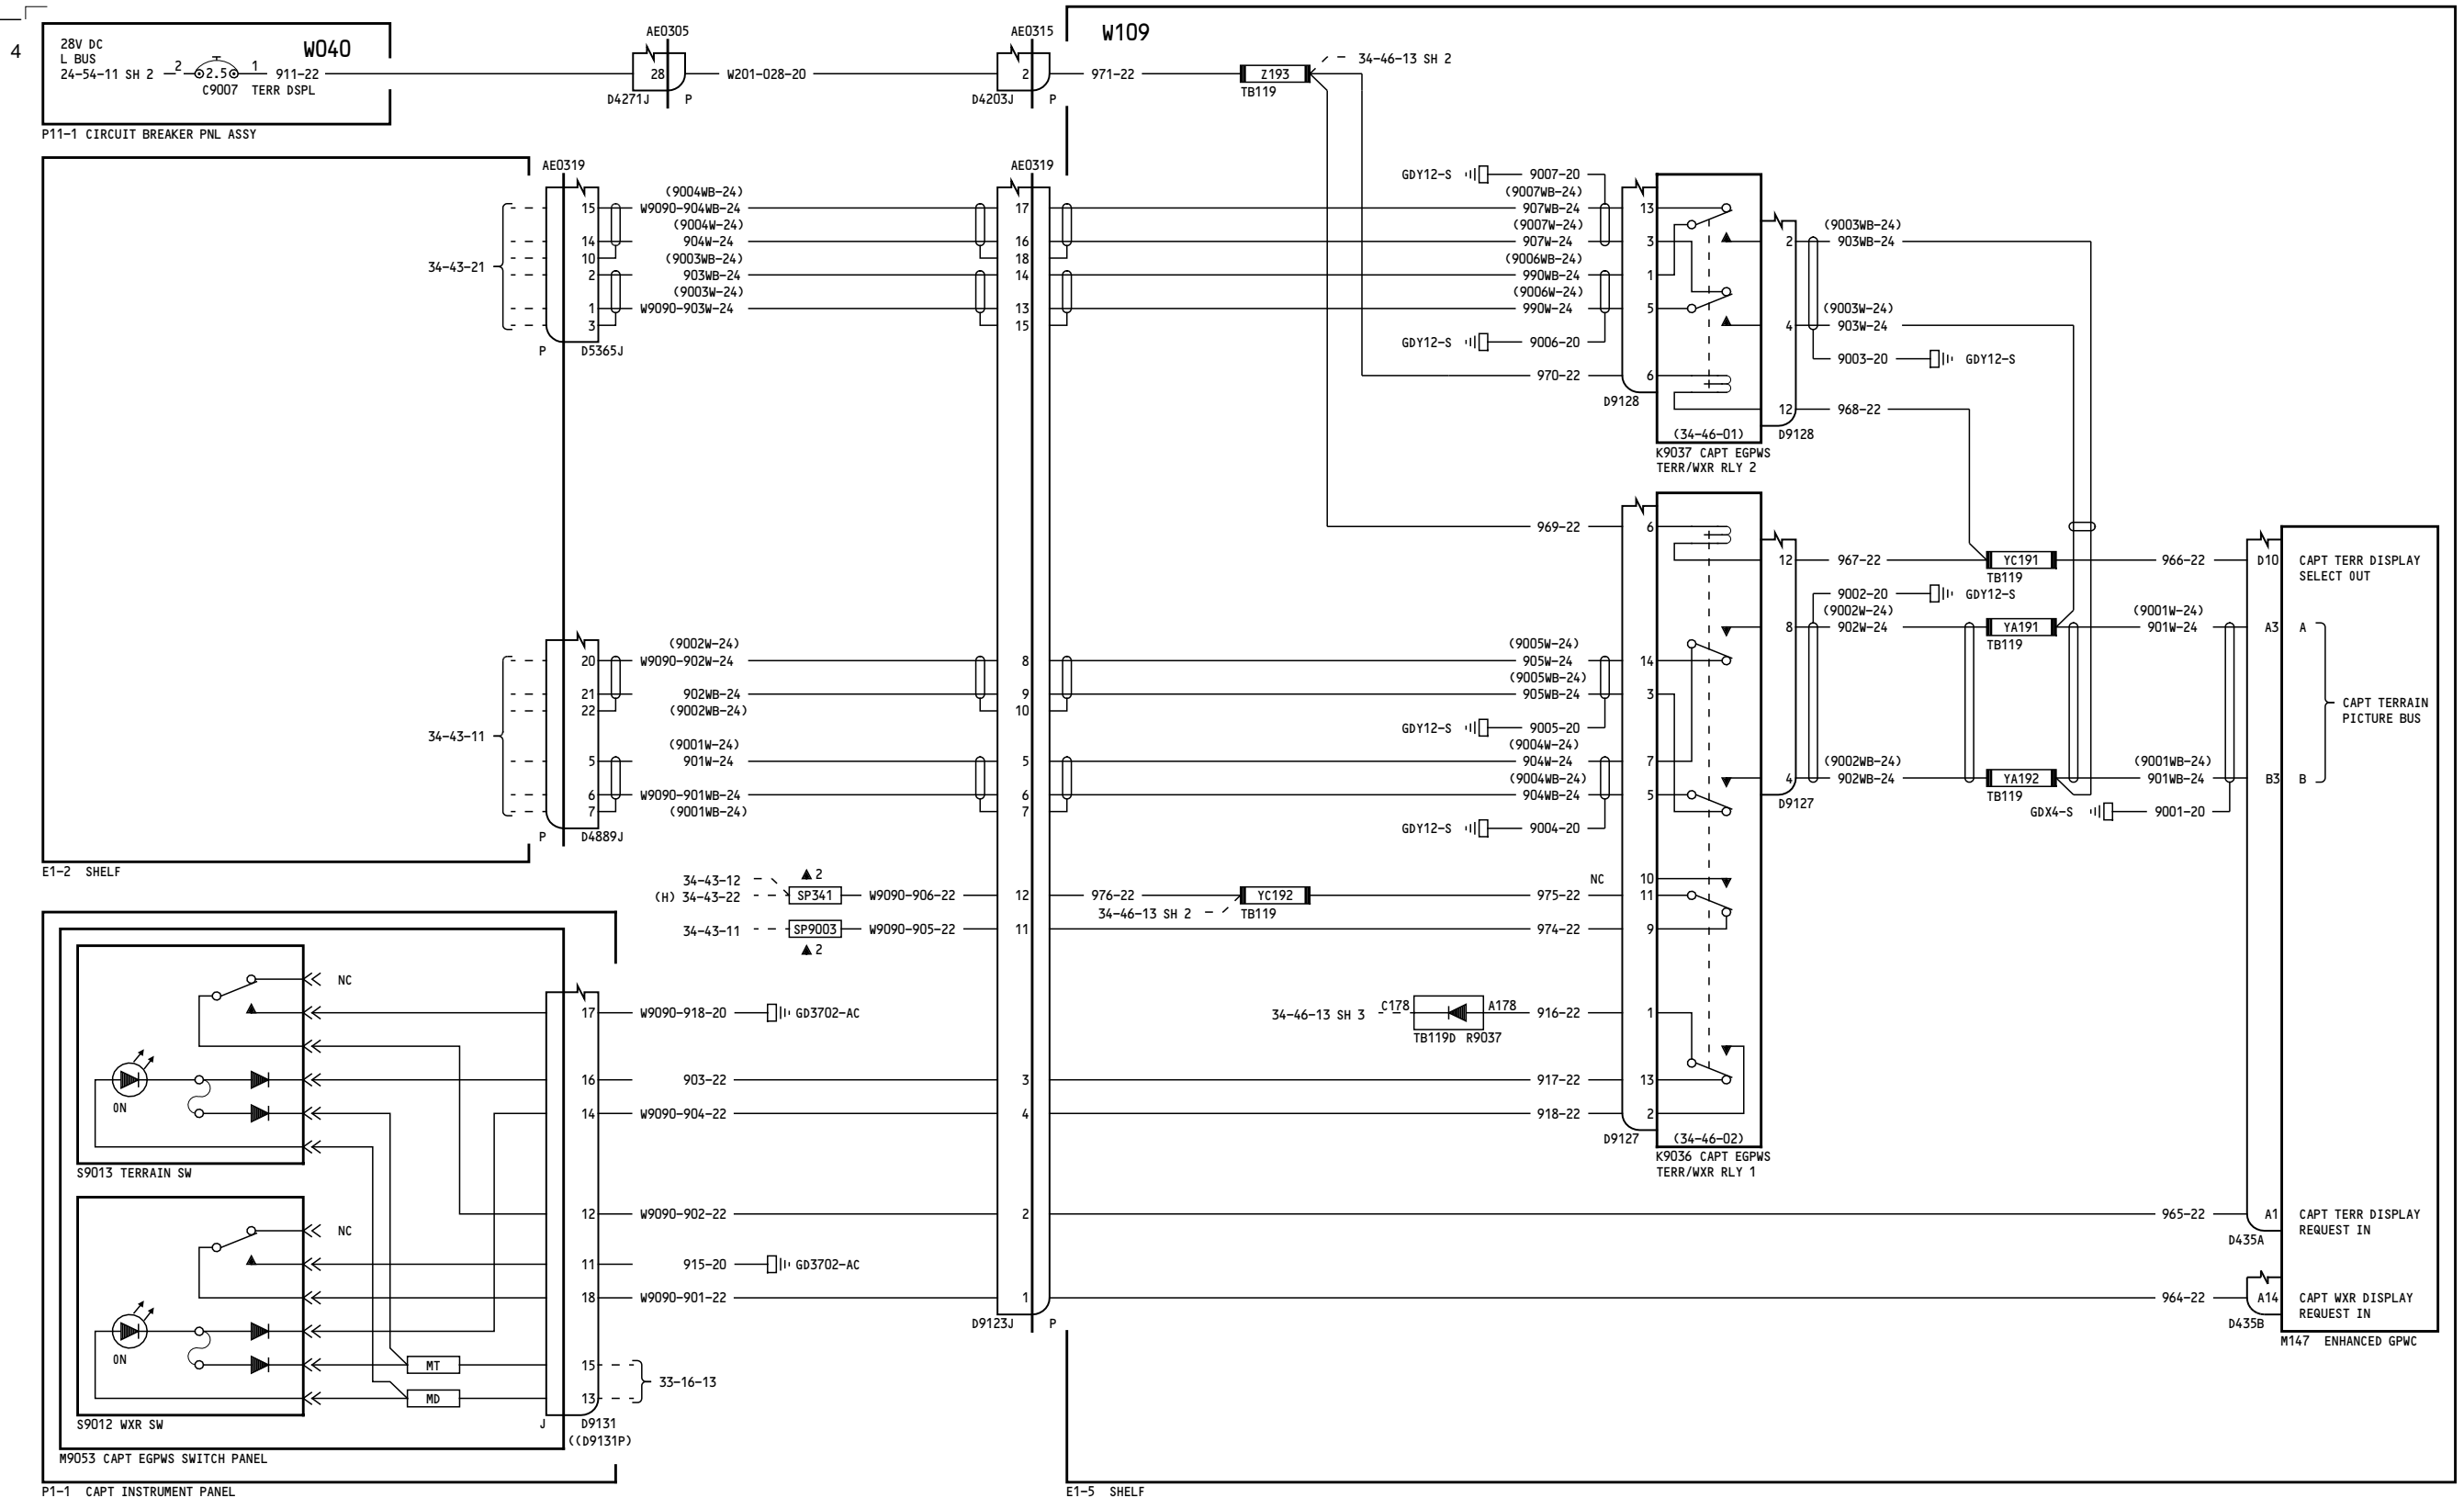 4
28V DC
L BUS
24-54-11 SH 2
2
2.5
1
911-22
C9007 TERR DSPL
W040
P11-1 CIRCUIT BREAKER PNL ASSY
AE0305
28
D4271J
P
W201-028-20
AE0315
2
D4203J
P
W109
971-22
Z193
TB119
34-46-13 SH 2
AE0319
34-43-21
15
14
10
2
1
3
P
D5365J
(9004WB-24)
W9090-904WB-24
(9004W-24)
904W-24
(9003WB-24)
903WB-24
(9003W-24)
W9090-903W-24
AE0319
17
16
18
14
13
15
GDY12-S
9007-20
(9007WB-24)
907WB-24
(9007W-24)
907W-24
(9006WB-24)
990WB-24
(9006W-24)
990W-24
GDY12-S
9006-20
970-22
13
3
1
5
6
D9128
2
4
12
D9128
(34-46-01)
K9037 CAPT EGPWS
TERR/WXR RLY 2
(9003WB-24)
903WB-24
(9003W-24)
903W-24
9003-20
GDY12-S
968-22
34-43-11
20
21
22
5
6
7
P
D4889J
E1-2 SHELF
(9002W-24)
W9090-902W-24
902WB-24
(9002WB-24)
(9001W-24)
901W-24
W9090-901WB-24
(9001WB-24)
8
9
10
5
6
7
969-22
(9005W-24)
905W-24
(9005WB-24)
905WB-24
GDY12-S
9005-20
(9004W-24)
904W-24
(9004WB-24)
904WB-24
GDY12-S
9004-20
6
14
3
7
5
NC
10
11
9
1
13
2
D9127
12
8
4
D9127
(34-46-02)
K9036 CAPT EGPWS
TERR/WXR RLY 1
967-22
YC191
TB119
9002-20
GDY12-S
(9002W-24)
902W-24
YA191
TB119
(9002WB-24)
902WB-24
YA192
TB119
966-22
(9001W-24)
901W-24
(9001WB-24)
901WB-24
GDX4-S
9001-20
D10
CAPT TERR DISPLAY
SELECT OUT
A3
A
CAPT TERRAIN
PICTURE BUS
B3
B
34-43-12
(H) 34-43-22
2
SP341
W9090-906-22
12
976-22
YC192
TB119
34-46-13 SH 2
975-22
34-43-11
SP9003
2
W9090-905-22
11
974-22
34-46-13 SH 3
C178
A178
TB119D R9037
916-22
917-22
918-22
NC
ON
S9013 TERRAIN SW
NC
ON
S9012 WXR SW
MT
MD
M9053 CAPT EGPWS SWITCH PANEL
P1-1 CAPT INSTRUMENT PANEL
17
16
14
12
11
18
15
13
J
D9131
((D9131P)
W9090-918-20
GD3702-AC
903-22
W9090-904-22
W9090-902-22
915-20
GD3702-AC
W9090-901-22
33-16-13
3
4
2
1
D9123J
P
965-22
A1
CAPT TERR DISPLAY
REQUEST IN
D435A
964-22
A14
CAPT WXR DISPLAY
REQUEST IN
D435B
M147 ENHANCED GPWC
E1-5 SHELF